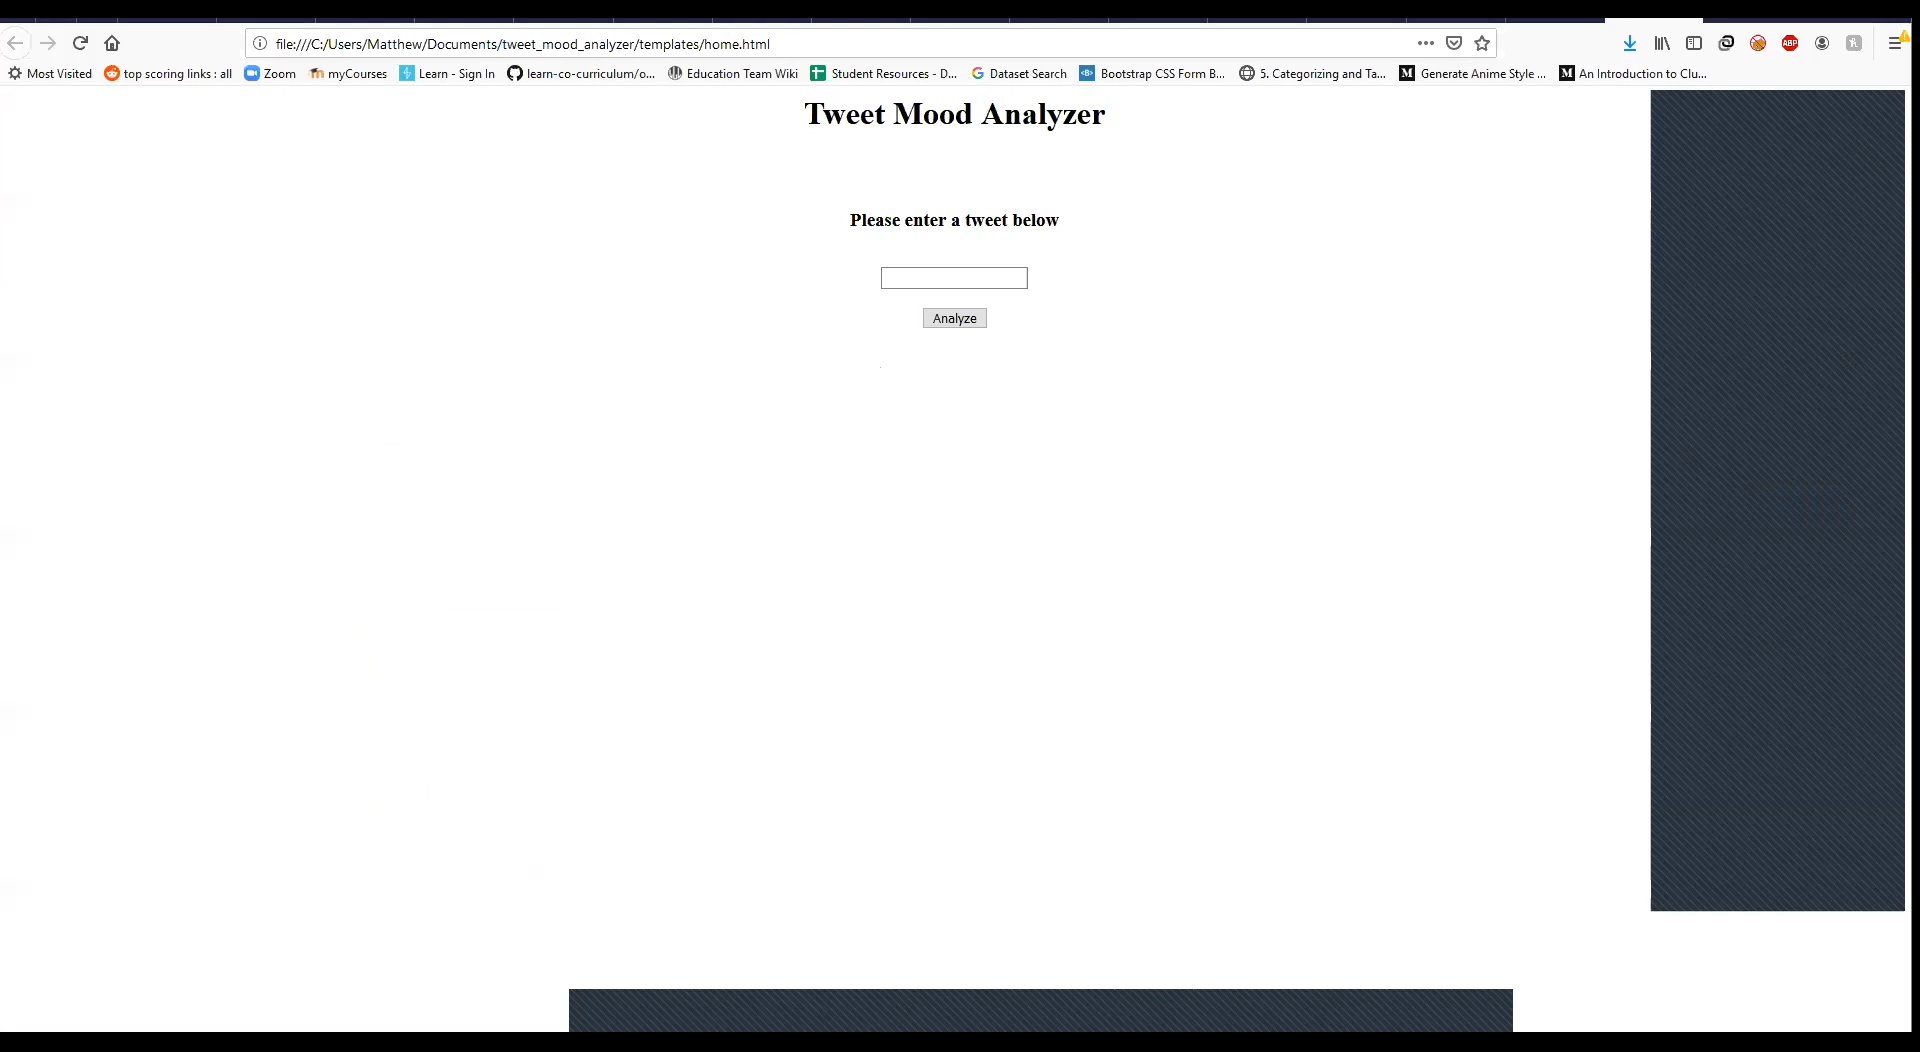 file:///C:/Users/Matthew/Documents/tweet_mood_analyzer/templates/home.html
ABP
Most Visited top scoring links : all Zoom myCourses Learn - Sign In learn-co-curriculum/o... Education Team Wiki Student Resources - D... Dataset Search Bootstrap CSS Form B... 5. Categorizing and Ta... Generate Anime Style ... An Introduction to Clu...
Tweet Mood Analyzer
Please enter a tweet below
Analyze